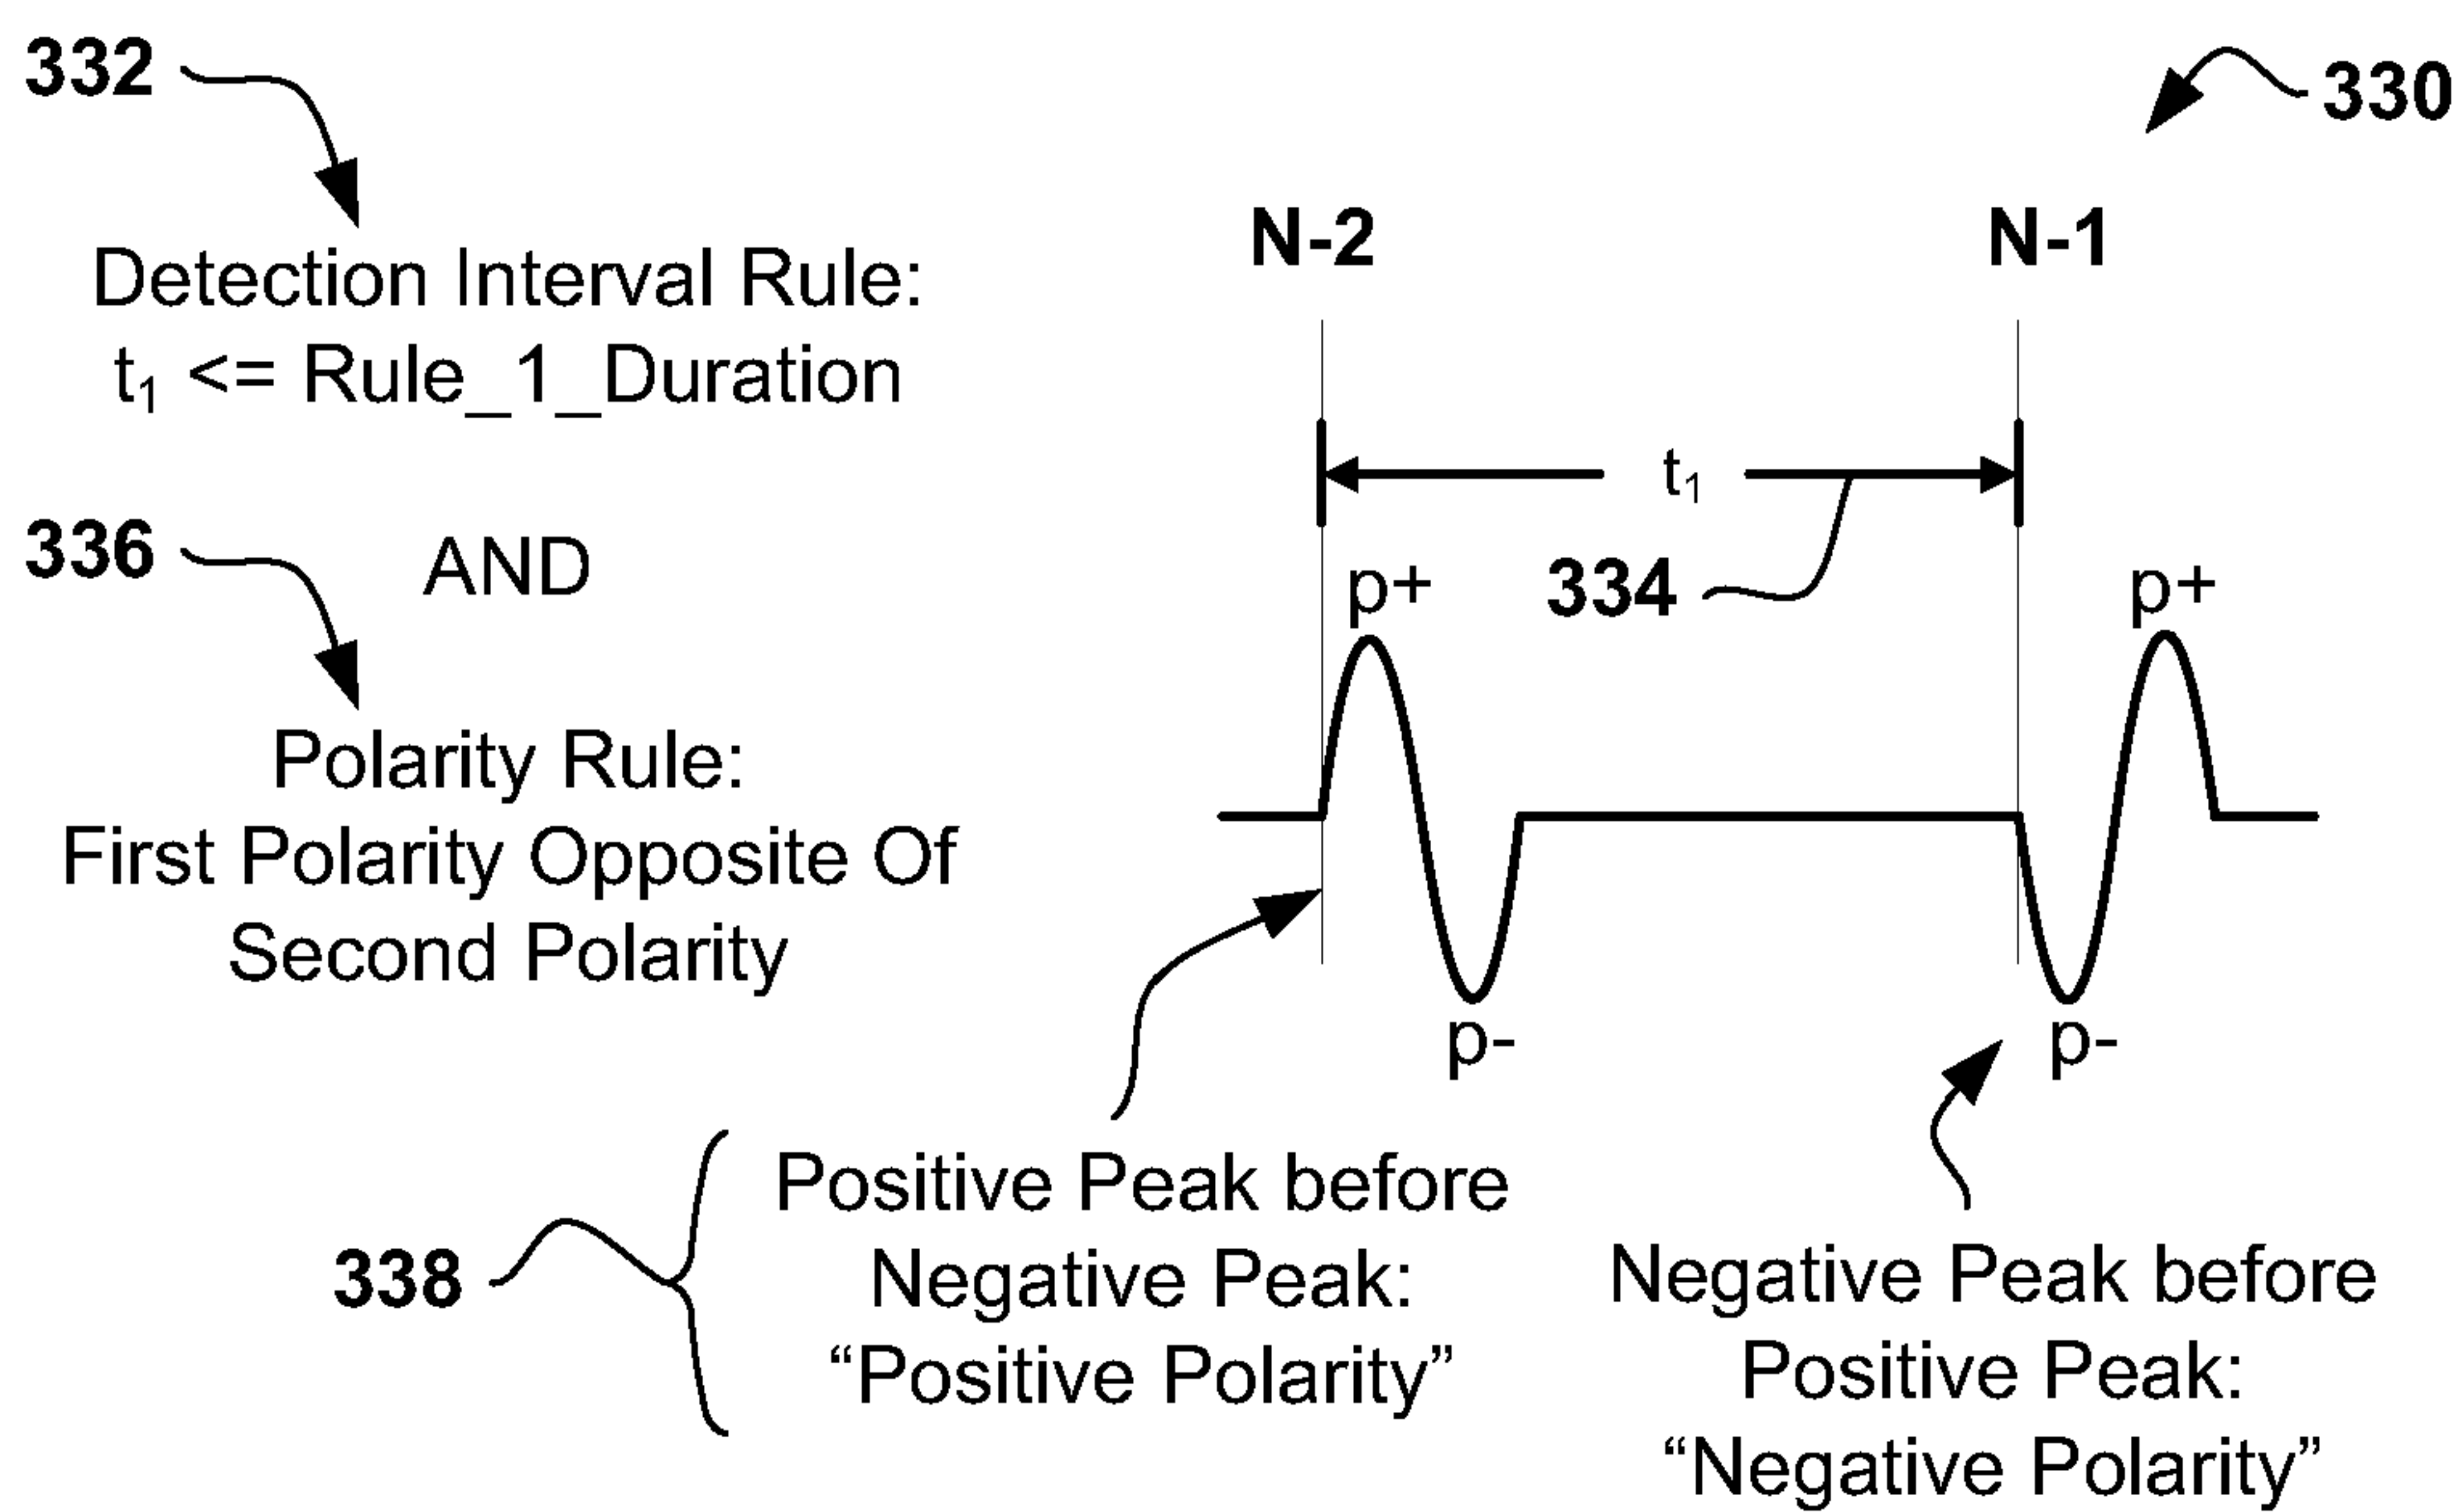 332
330
N-2
N-1
Detection Interval Rule:
t₁ <= Rule_1_Duration
t₁
336
AND
334
p+
p+
Polarity Rule:
First Polarity Opposite Of
Second Polarity
p-
p-
338
Positive Peak before
Negative Peak:
“Positive Polarity”
Negative Peak before
Positive Peak:
“Negative Polarity”